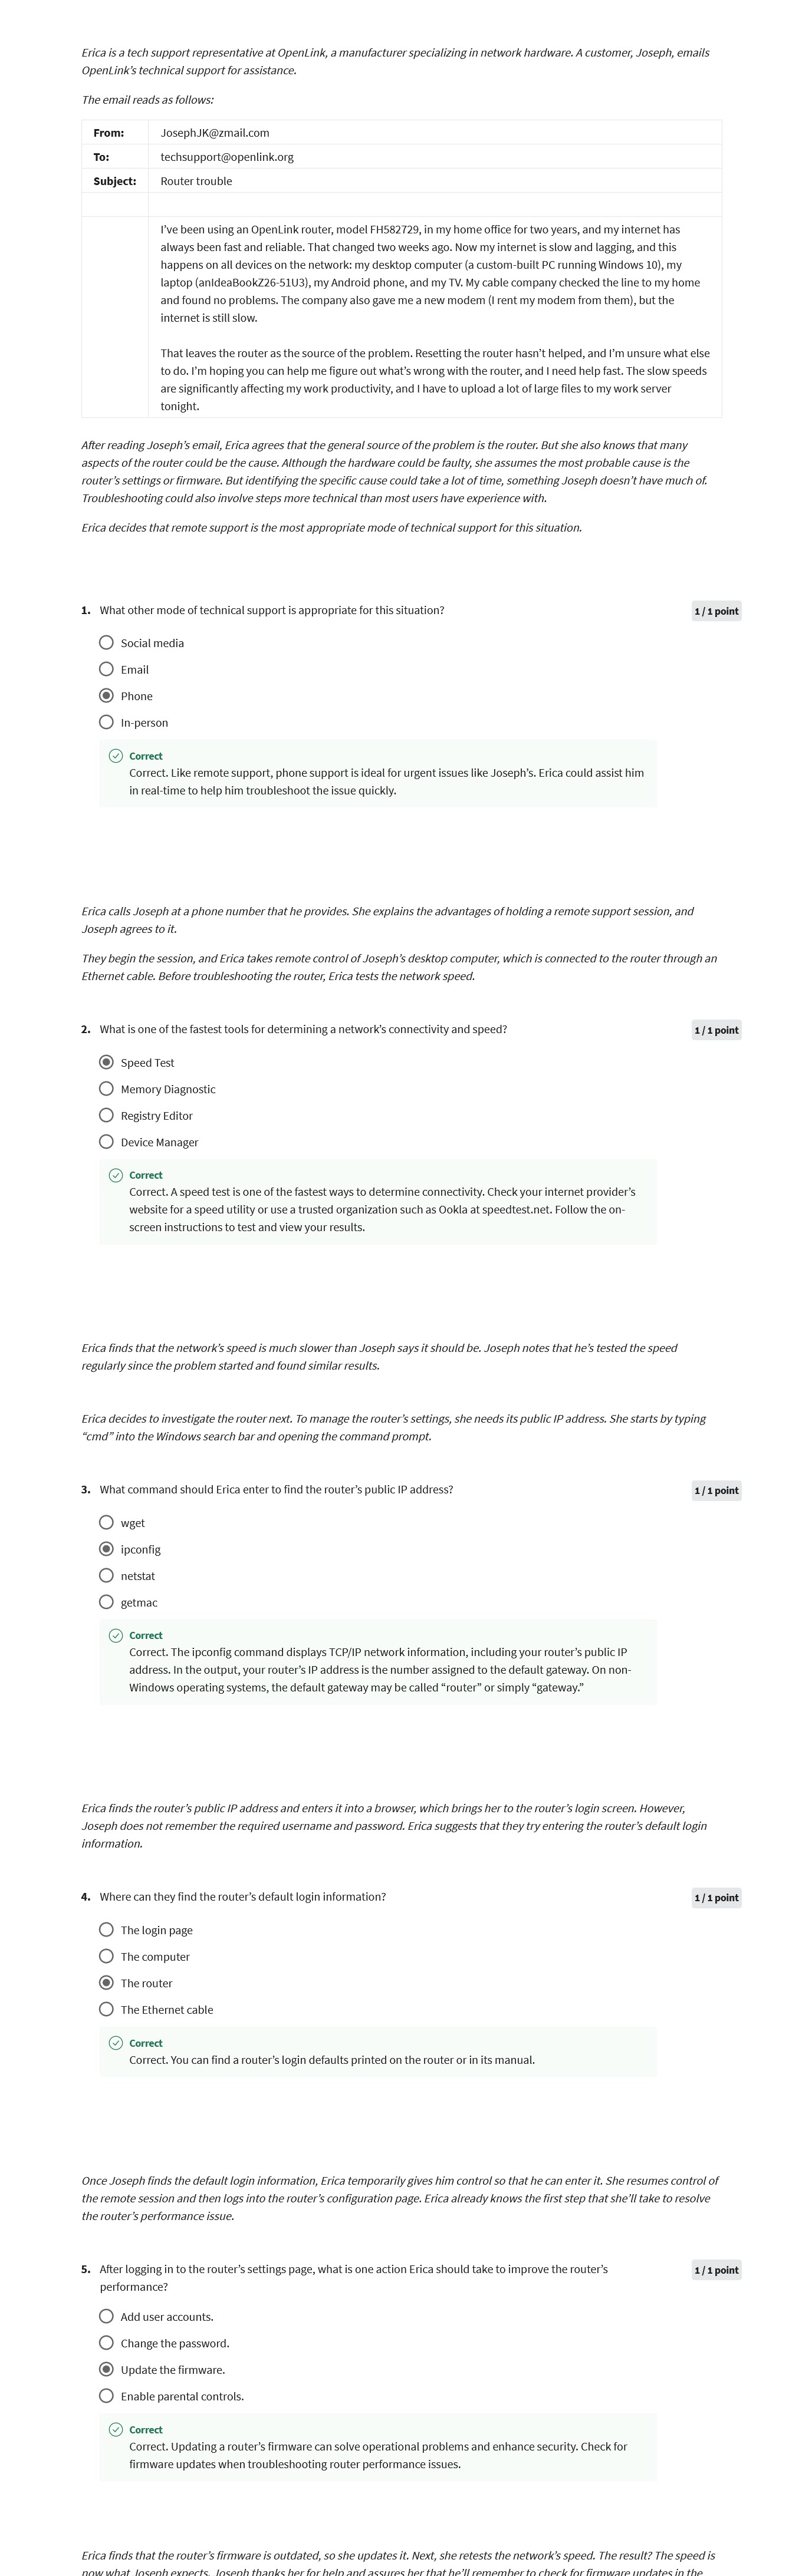 Erica is a tech support representative at OpenLink, a manufacturer specializing in network hardware. A customer, Joseph, emails
OpenLink’s technical support for assistance.
The email reads as follows:
From: JosephJK@zmail.com
To: techsupport@openlink.org
Subject: Router trouble
I’ve been using an OpenLink router, model FH582729, in my home office for two years, and my internet has
always been fast and reliable. That changed two weeks ago. Now my internet is slow and lagging, and this
happens on all devices on the network: my desktop computer (a custom-built PC running Windows 10), my
laptop (anIdeaBookZ26-51U3), my Android phone, and my TV. My cable company checked the line to my home
and found no problems. The company also gave me a new modem (I rent my modem from them), but the
internet is still slow.
That leaves the router as the source of the problem. Resetting the router hasn’t helped, and I’m unsure what else
to do. I’m hoping you can help me figure out what’s wrong with the router, and I need help fast. The slow speeds
are significantly affecting my work productivity, and I have to upload a lot of large files to my work server
tonight.
After reading Joseph’s email, Erica agrees that the general source of the problem is the router. But she also knows that many
aspects of the router could be the cause. Although the hardware could be faulty, she assumes the most probable cause is the
router’s settings or firmware. But identifying the specific cause could take a lot of time, something Joseph doesn’t have much of.
Troubleshooting could also involve steps more technical than most users have experience with.
Erica decides that remote support is the most appropriate mode of technical support for this situation.
1. What other mode of technical support is appropriate for this situation?
1 / 1 point
Social media
Email
Phone
In-person
Correct
Correct. Like remote support, phone support is ideal for urgent issues like Joseph’s. Erica could assist him
in real-time to help him troubleshoot the issue quickly.
Erica calls Joseph at a phone number that he provides. She explains the advantages of holding a remote support session, and
Joseph agrees to it.
They begin the session, and Erica takes remote control of Joseph’s desktop computer, which is connected to the router through an
Ethernet cable. Before troubleshooting the router, Erica tests the network speed.
2. What is one of the fastest tools for determining a network’s connectivity and speed?
1 / 1 point
Speed Test
Memory Diagnostic
Registry Editor
Device Manager
Correct
Correct. A speed test is one of the fastest ways to determine connectivity. Check your internet provider’s
website for a speed utility or use a trusted organization such as Ookla at speedtest.net. Follow the on-
screen instructions to test and view your results.
Erica finds that the network’s speed is much slower than Joseph says it should be. Joseph notes that he’s tested the speed
regularly since the problem started and found similar results.
Erica decides to investigate the router next. To manage the router’s settings, she needs its public IP address. She starts by typing
“cmd” into the Windows search bar and opening the command prompt.
3. What command should Erica enter to find the router’s public IP address?
1 / 1 point
wget
ipconfig
netstat
getmac
Correct
Correct. The ipconfig command displays TCP/IP network information, including your router’s public IP
address. In the output, your router’s IP address is the number assigned to the default gateway. On non-
Windows operating systems, the default gateway may be called “router” or simply “gateway.”
Erica finds the router’s public IP address and enters it into a browser, which brings her to the router’s login screen. However,
Joseph does not remember the required username and password. Erica suggests that they try entering the router’s default login
information.
4. Where can they find the router’s default login information?
1 / 1 point
The login page
The computer
The router
The Ethernet cable
Correct
Correct. You can find a router’s login defaults printed on the router or in its manual.
Once Joseph finds the default login information, Erica temporarily gives him control so that he can enter it. She resumes control of
the remote session and then logs into the router’s configuration page. Erica already knows the first step that she’ll take to resolve
the router’s performance issue.
5. After logging in to the router’s settings page, what is one action Erica should take to improve the router’s
performance?
1 / 1 point
Add user accounts.
Change the password.
Update the firmware.
Enable parental controls.
Correct
Correct. Updating a router’s firmware can solve operational problems and enhance security. Check for
firmware updates when troubleshooting router performance issues.
Erica finds that the router’s firmware is outdated, so she updates it. Next, she retests the network’s speed. The result? The speed is
now what Joseph expects. Joseph thanks her for help and assures her that he’ll remember to check for firmware updates in the